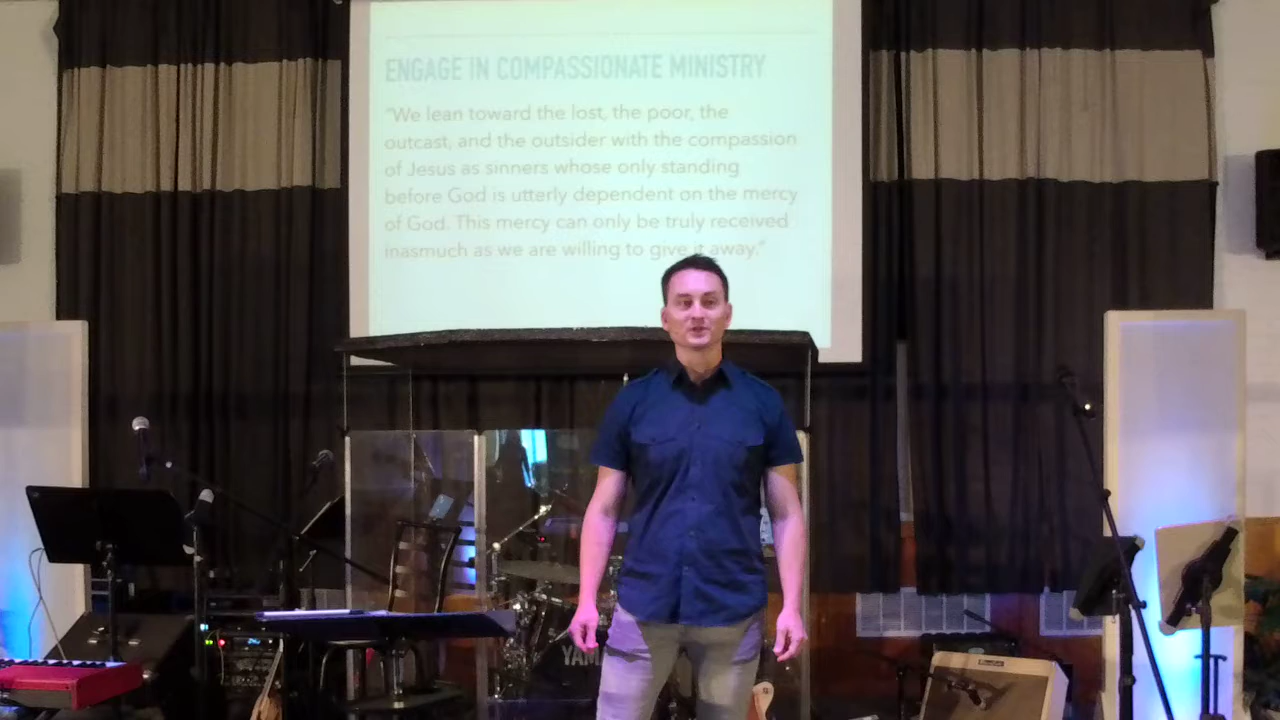 ENGAGE IN COMPASSIONATE MINISTRY
"We lean toward the lost, the poor, the
outcast, and the outsider with the compassion
of Jesus as sinners whose only standing
before God is utterly dependent on the mercy
of God. This mercy can only be truly received
inasmuch as we are willing to give it away."
YAM